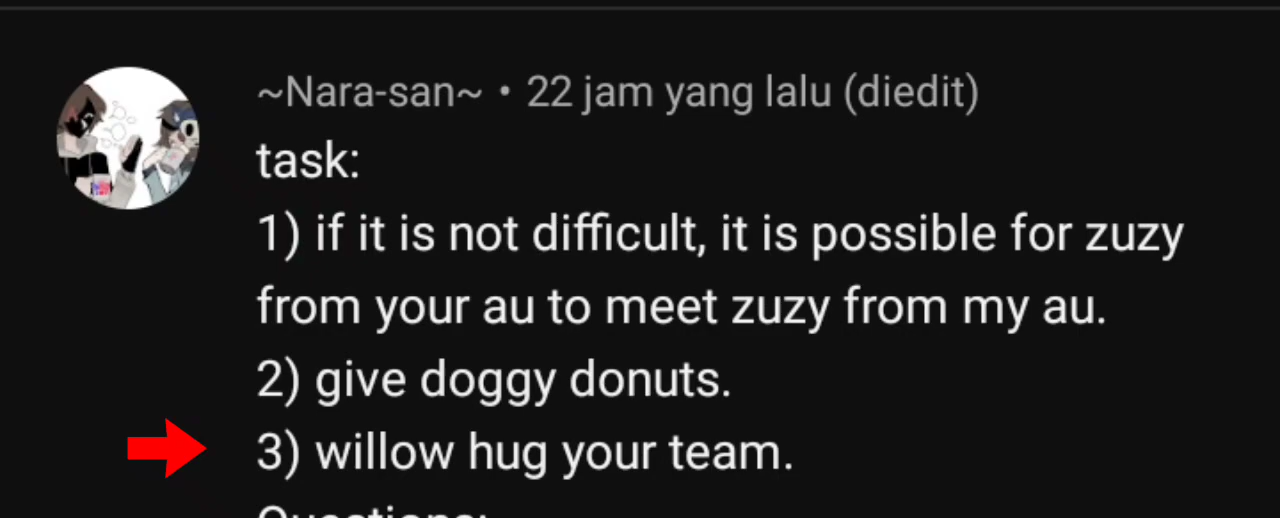 ~Nara-san~ • 22 jam yang lalu (diedit)
task:
1) if it is not difficult, it is possible for zuzy
from your au to meet zuzy from my au.
2) give doggy donuts.
3) willow hug your team.
Questions: